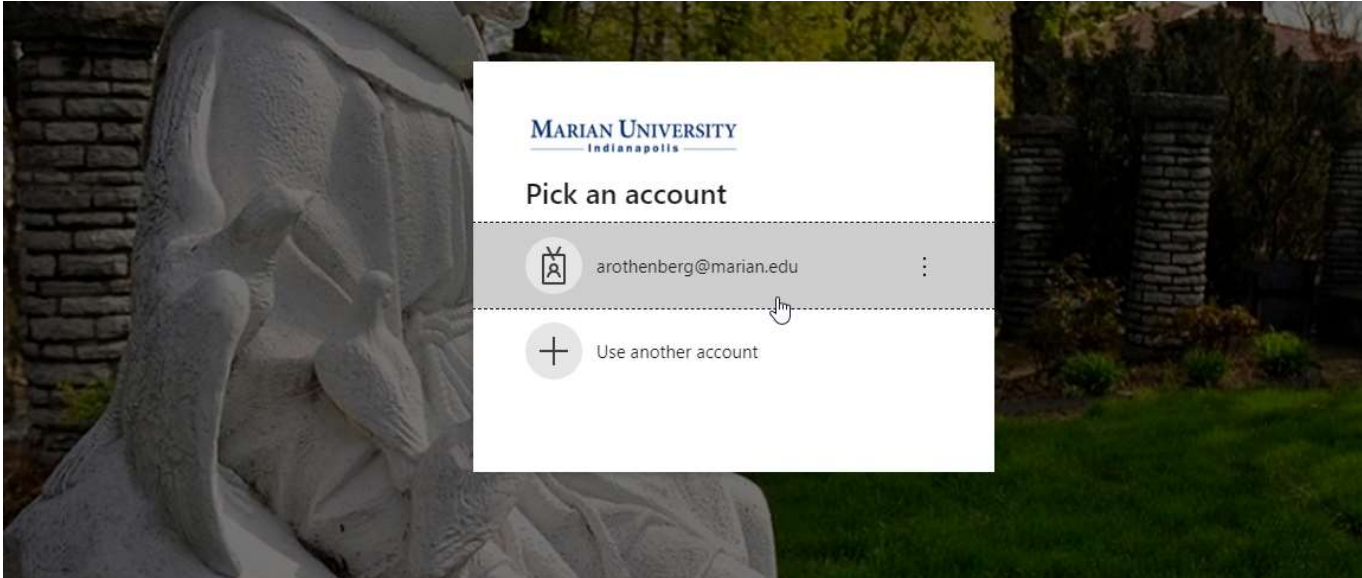 MARIAN UNIVERSITY
Indianapolis
Pick an account
arothenberg@marian.edu
Use another account